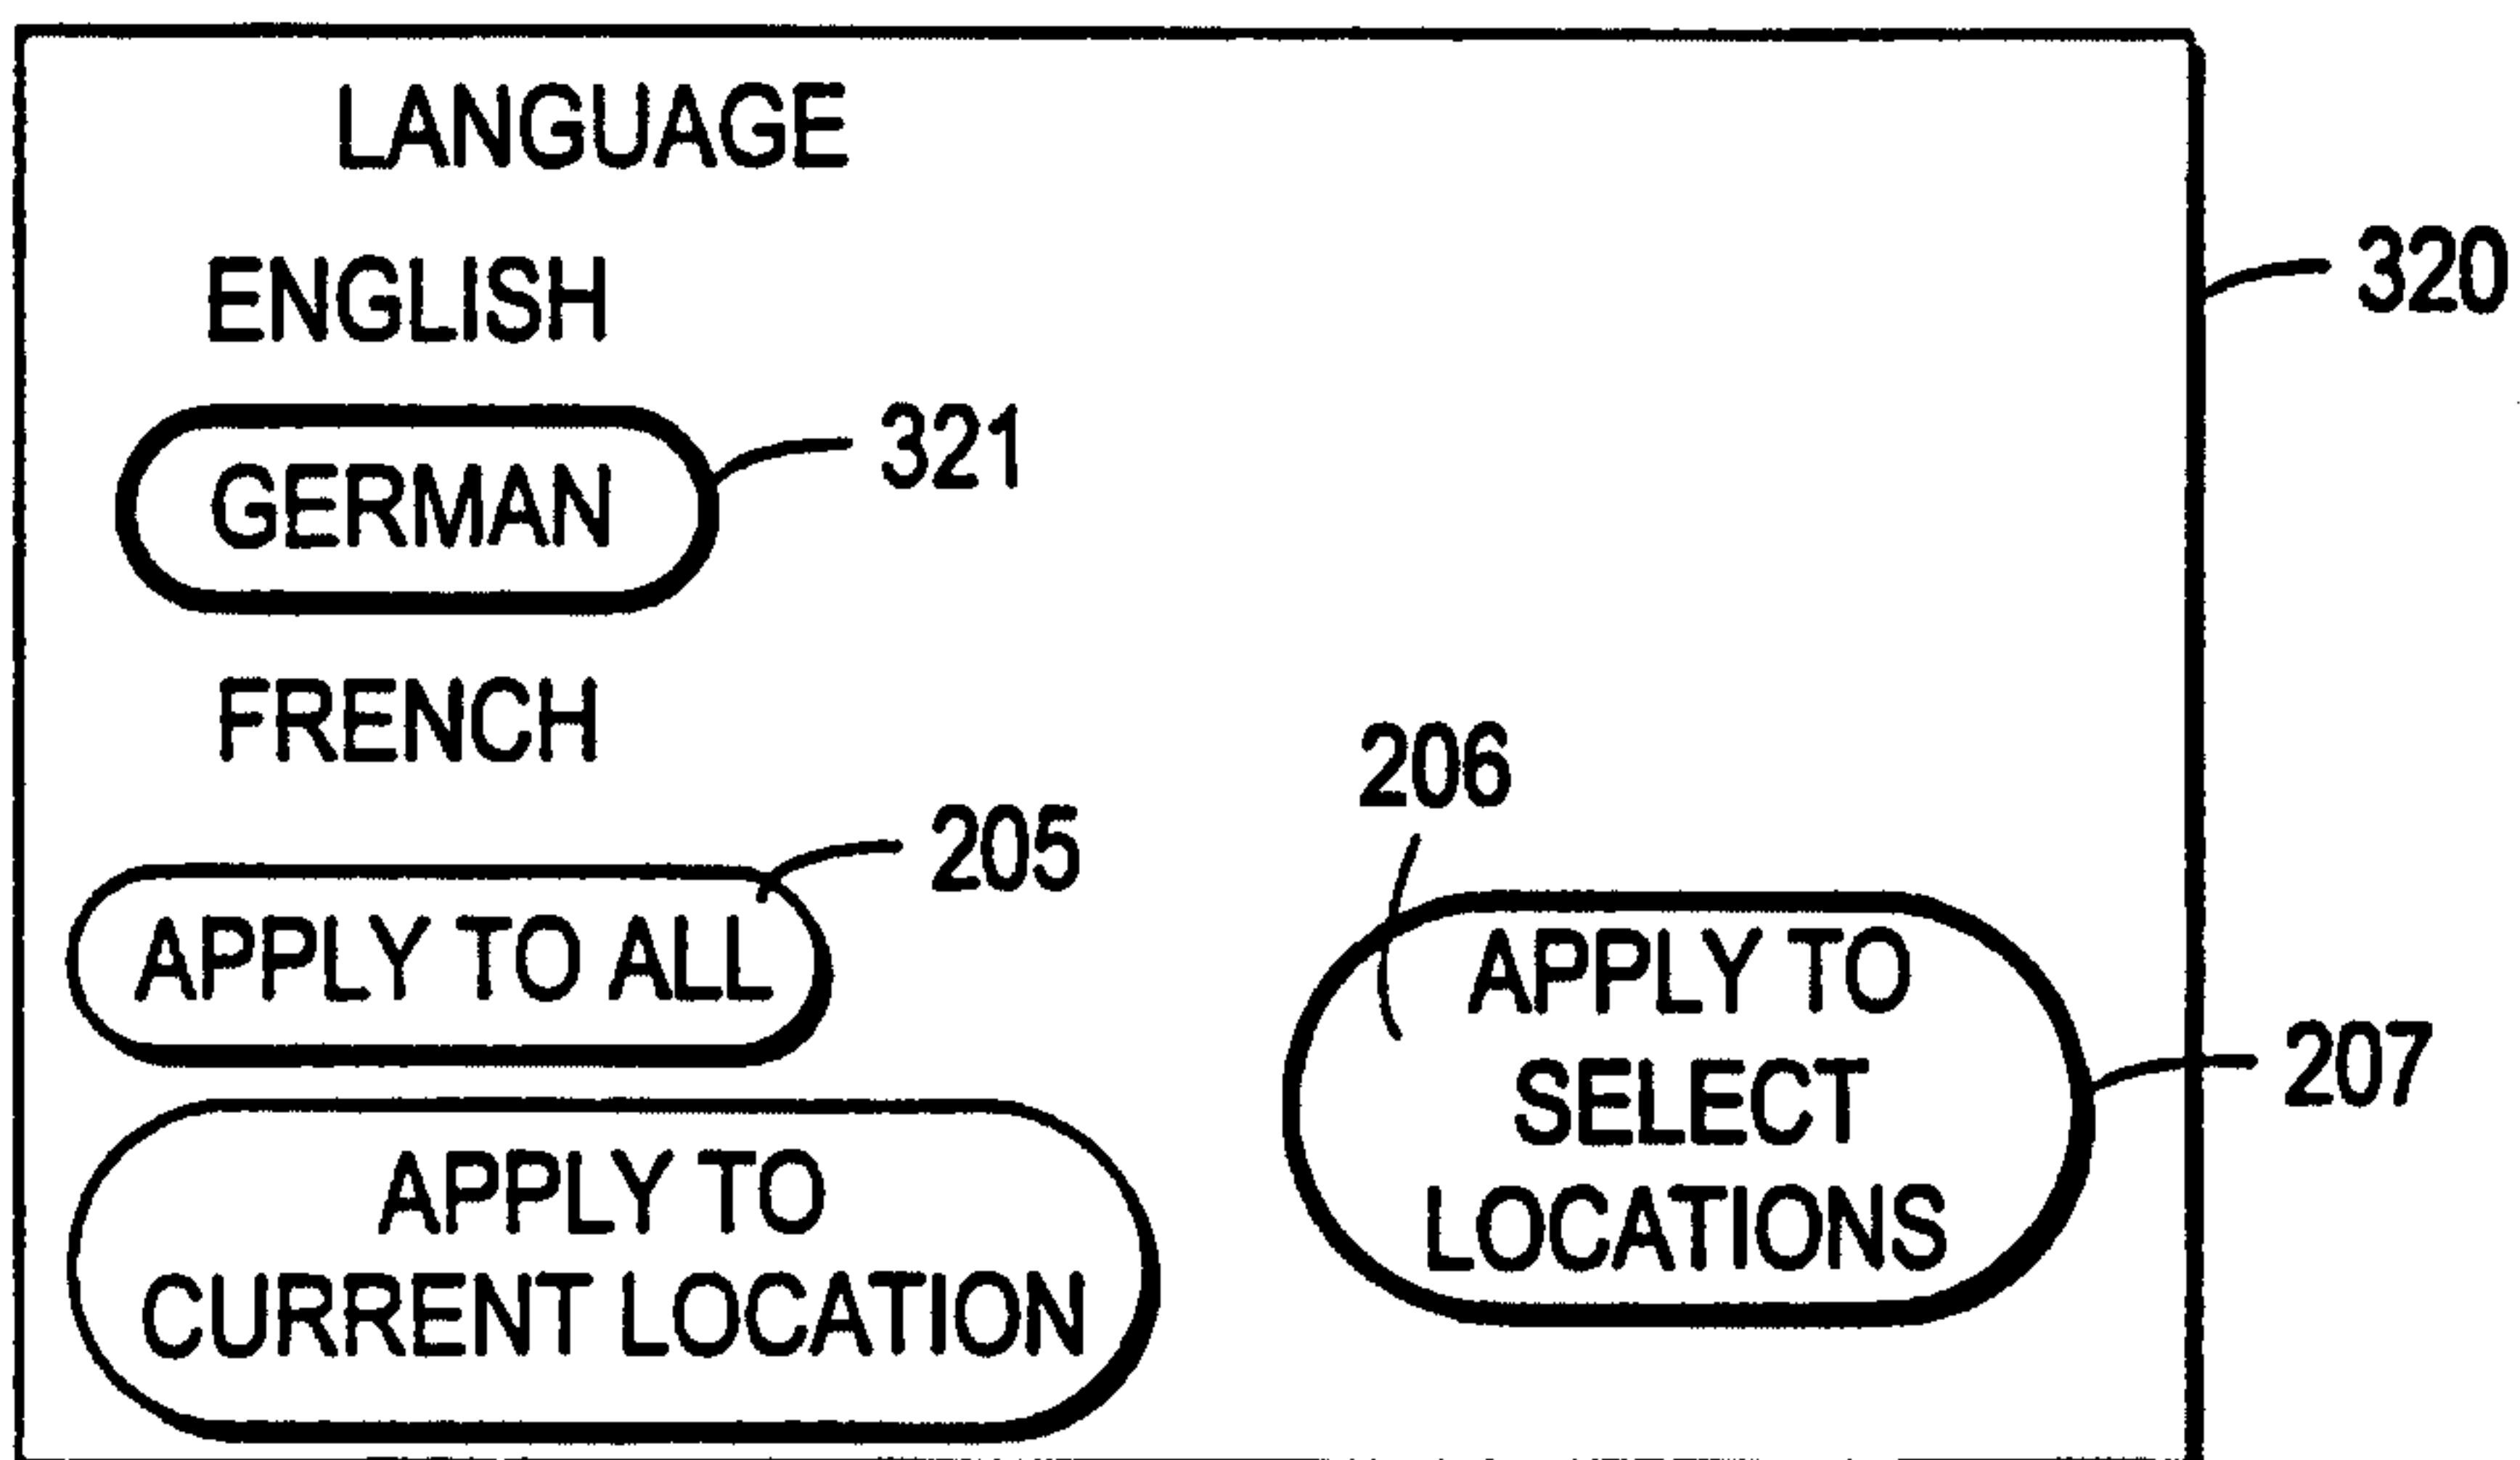 LANGUAGE
ENGLISH
320
GERMAN
321
FRENCH
206
205
APPLY TO ALL
APPLY TO
SELECT
LOCATIONS
207
APPLY TO
CURRENT LOCATION